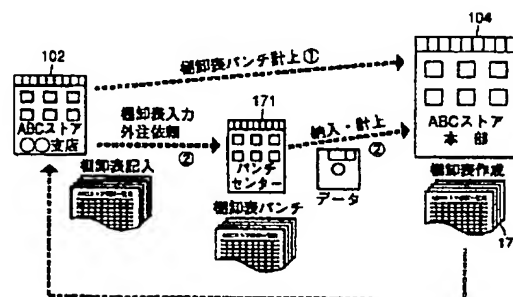 102
104
棚卸表パンチ計上①
ABCストア
○○支店
棚卸表入力
外注依頼
②
171
パンチ
センター
納入・計上
②
データ
ABCストア
本部
棚卸表記入
棚卸表パンチ
棚卸表作成